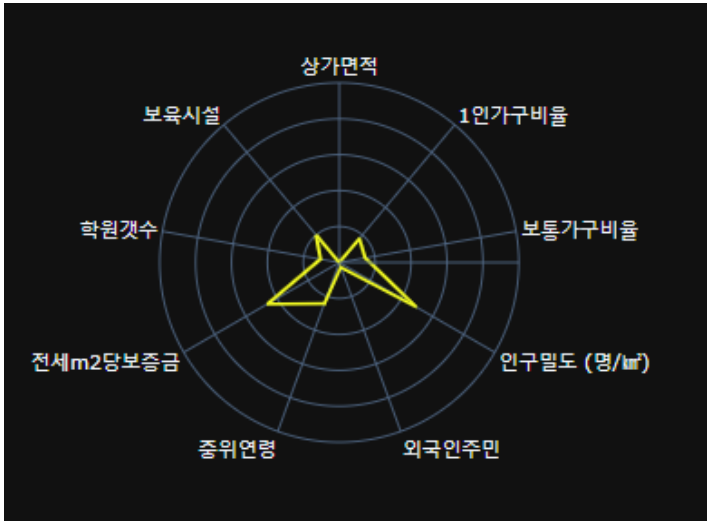 상가면적
보육시설
1인가구비율
학원갯수
보통가구비율
전세m2당보증금
인구밀도 (명/㎢)
중위연령
외국인주민